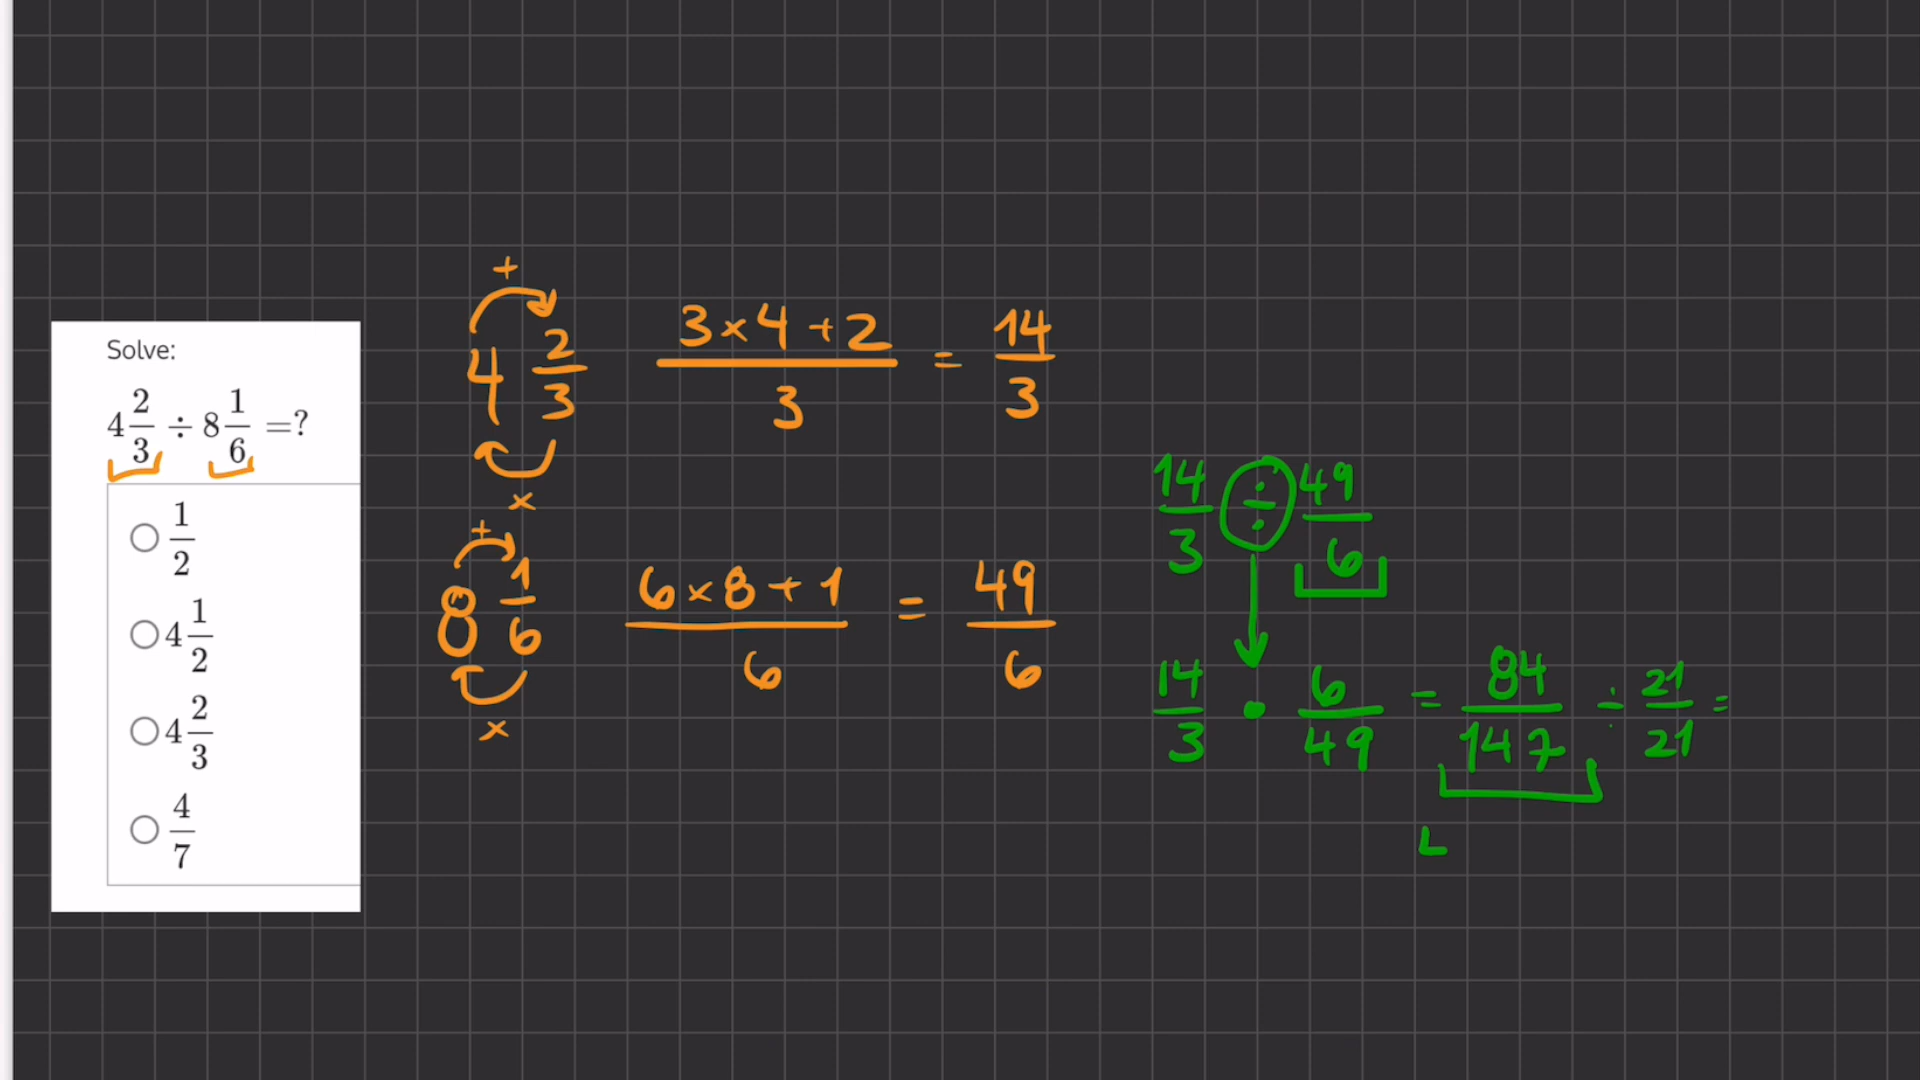 Solve:
4 2/3 ÷ 8 1/6 =?
1/2
4 1/2
4 2/3
4/7
+
4 2/3
x
(3 x 4 + 2)/3 = 14/3
+
8 1/6
x
(6 x 8 + 1)/6 = 49/6
14/3 ÷ 49/6
14/3 • 6/49 = 84/147 ÷ 21/21 =
L